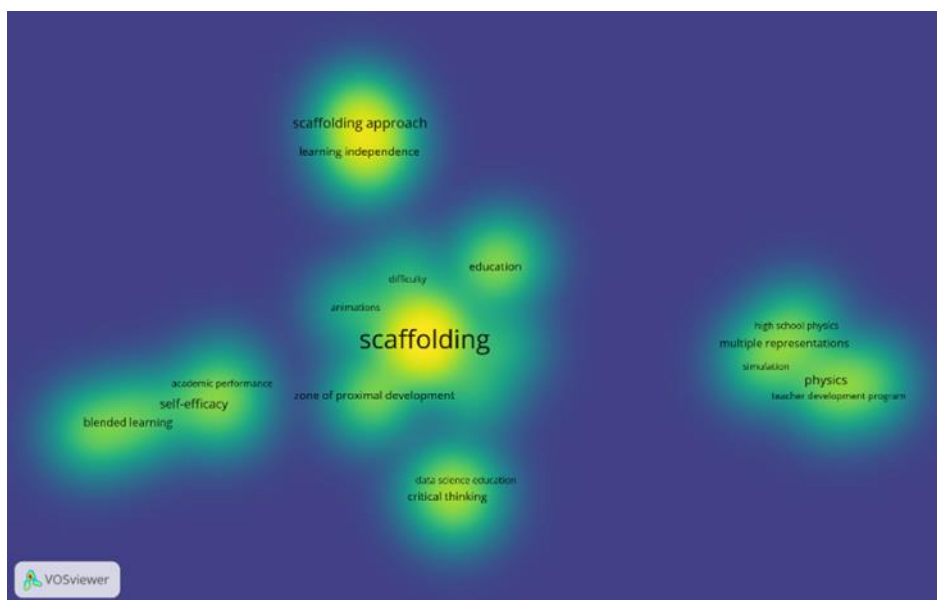 scaffolding approach
learning independence
education
difficulty
animations
scaffolding
high school physics
multiple representations
simulation
physics
teacher development program
academic performance
zone of proximal development
self-efficacy
blended learning
data science education
critical thinking
VOSviewer